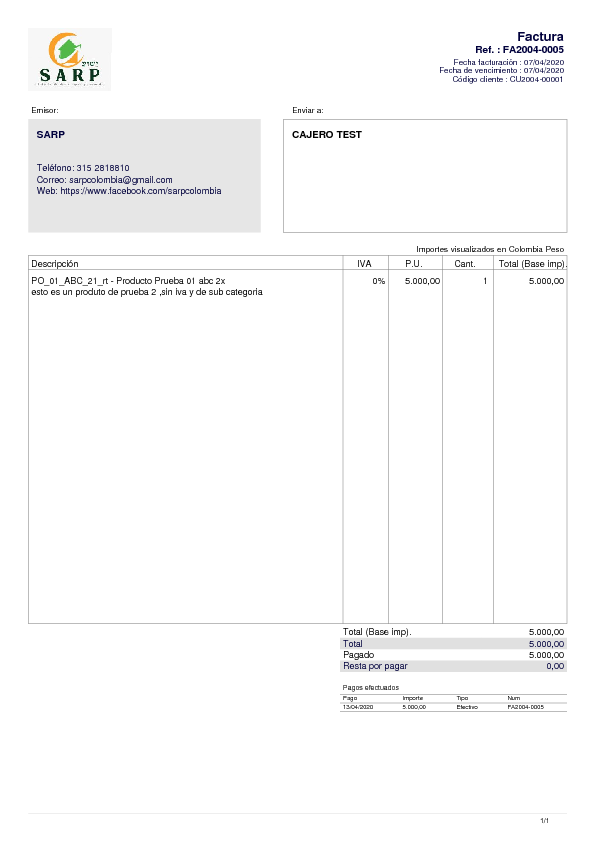 SARP
Factura
Ref. : FA2004-0005
Fecha facturación : 07/04/2020
Fecha de vencimiento : 07/04/2020
Código cliente : CU2004-00001
Emisor:
Enviar a:
SARP
Teléfono: 315 2818810
Correo: sarpcolombia@gmail.com
Web: https://www.facebook.com/sarpcolombia
CAJERO TEST
Importes visualizados en Colombia Peso
Descripción IVA P.U. Cant. Total (Base imp).
PO_01_ABC_21_rt - Producto Prueba 01 abc 2x 0% 5.000,00 1 5.000,00
esto es un produto de prueba 2 ,sin iva y de sub categoria
Total (Base imp). 5.000,00
Total 5.000,00
Pagado 5.000,00
Resta por pagar 0,00
Pagos efectuados
Pago Importe Tipo Num
13/04/2020 5.000,00 Efectivo FA2004-0005
1/1